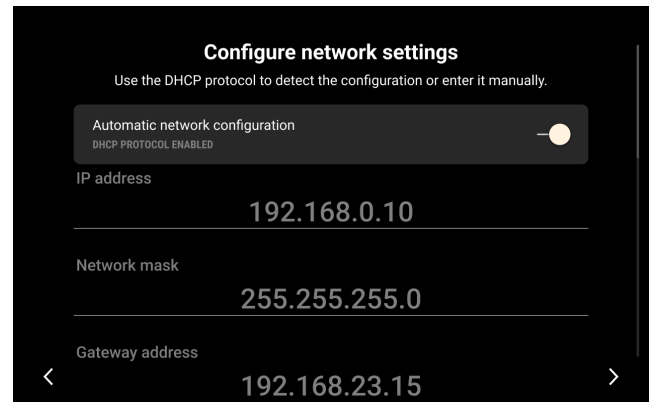 Configure network settings
Use the DHCP protocol to detect the configuration or enter it manually.
Automatic network configuration
DHCP PROTOCOL ENABLED
IP address
192.168.0.10
Network mask
255.255.255.0
Gateway address
192.168.23.15